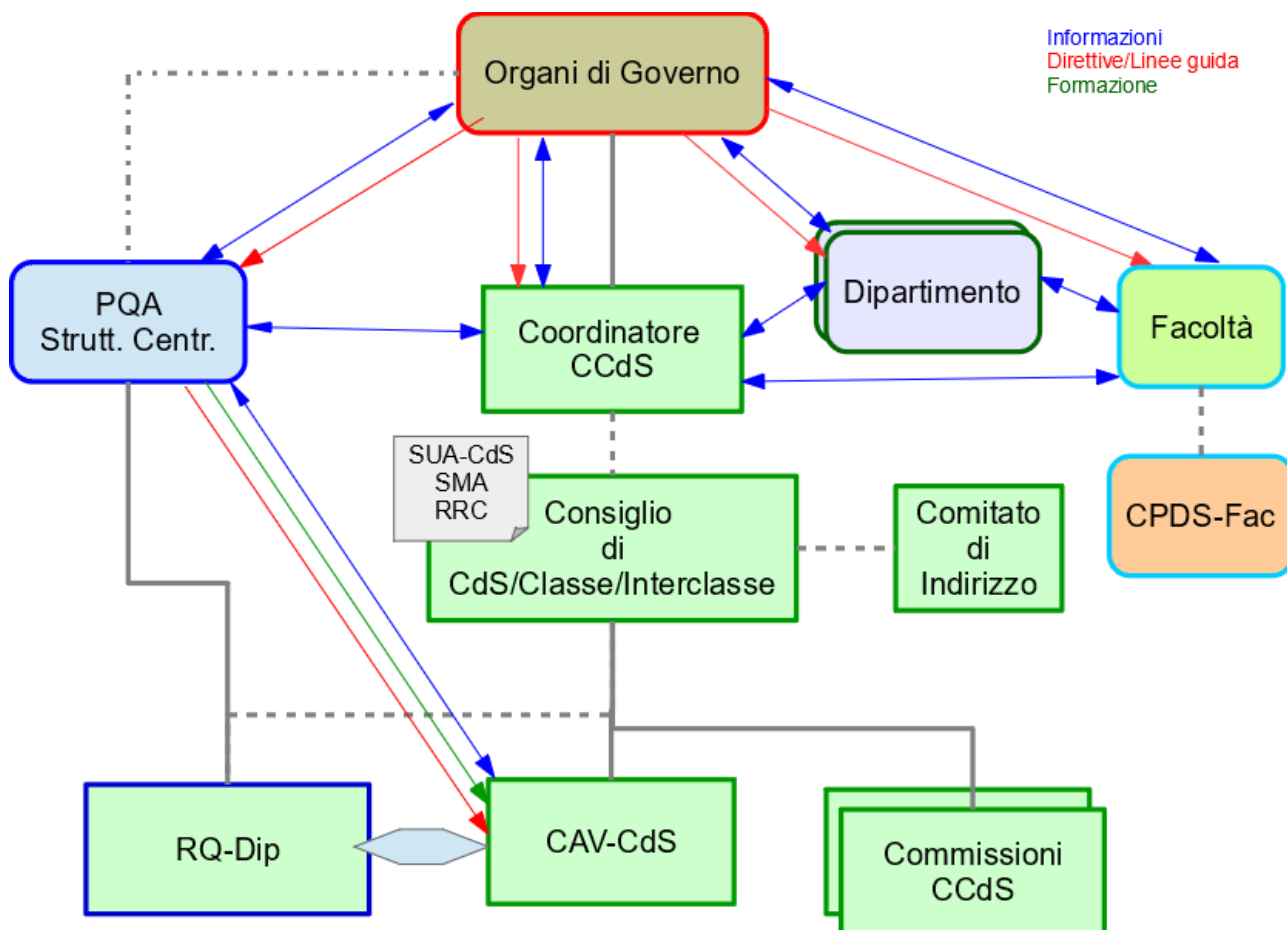 Organi di Governo
Informazioni
Direttive/Linee guida
Formazione
PQA
Strutt. Centr.
Coordinatore
CCdS
Dipartimento
Facoltà
SUA-CdS
SMA
RRC
Consiglio
di
CdS/Classe/Interclasse
Comitato
di
Indirizzo
CPDS-Fac
RQ-Dip
CAV-CdS
Commissioni
CCdS